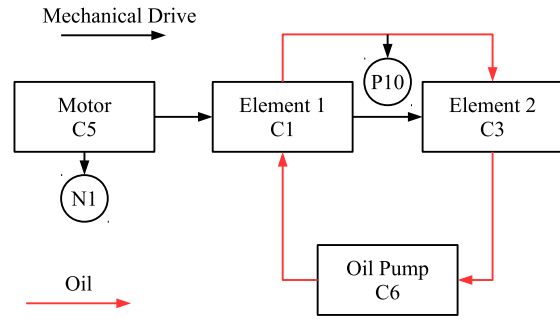 Mechanical Drive
P10
Motor
C5
Element 1
C1
Element 2
C3
N1
Oil
Oil Pump
C6